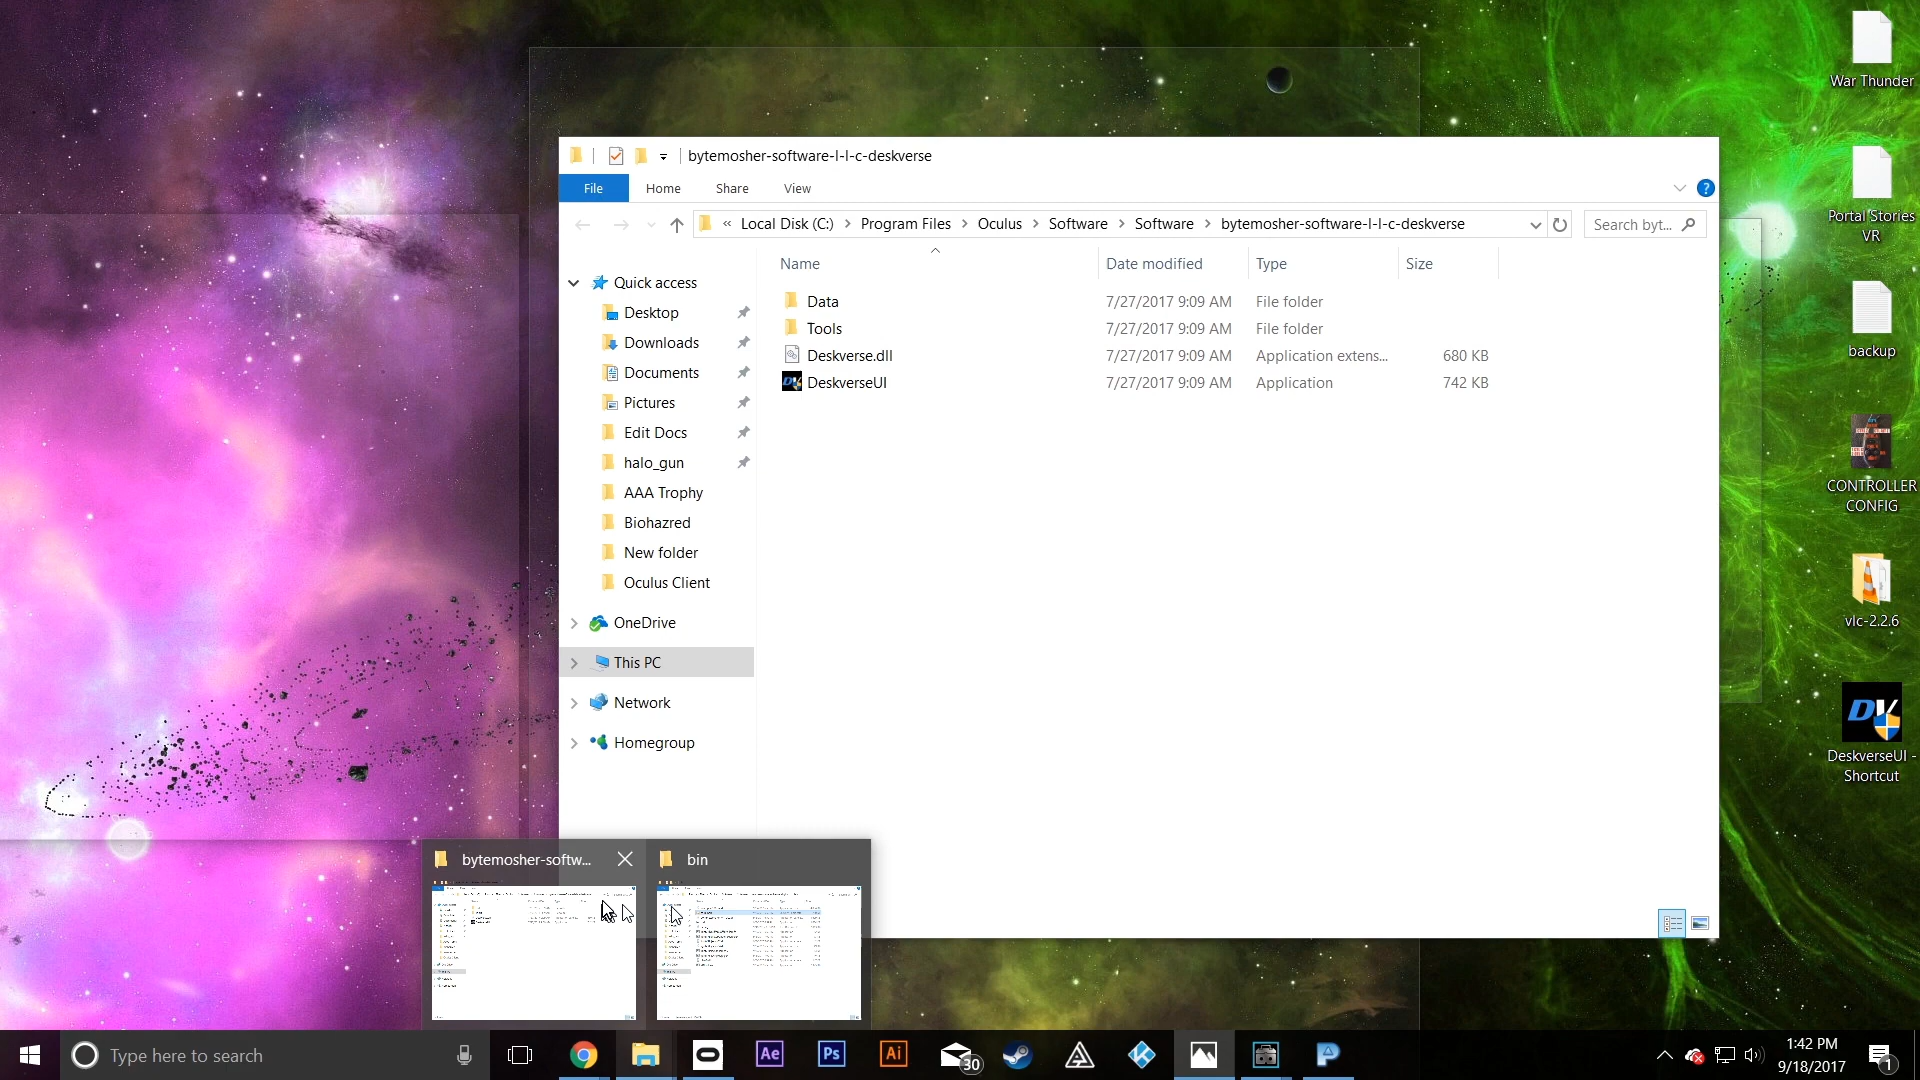 War Thunder
Portal Stories
VR
backup
CONTROLLER
CONFIG
vlc-2.2.6
DeskverseUI -
Shortcut
bytemosher-software-l-l-c-deskverse
File Home Share View
« Local Disk (C:) Program Files Oculus Software Software bytemosher-software-l-l-c-deskverse Search byt...
Name Date modified Type Size
Data 7/27/2017 9:09 AM File folder
Tools 7/27/2017 9:09 AM File folder
Deskverse.dll 7/27/2017 9:09 AM Application extens... 680 KB
DeskverseUI 7/27/2017 9:09 AM Application 742 KB
Quick access
Desktop
Downloads
Documents
Pictures
Edit Docs
halo_gun
AAA Trophy
Biohazred
New folder
Oculus Client
OneDrive
This PC
Network
Homegroup
bytemosher-softw... bin
Type here to search
Ae Ps Ai 30
1:42 PM
9/18/2017
1